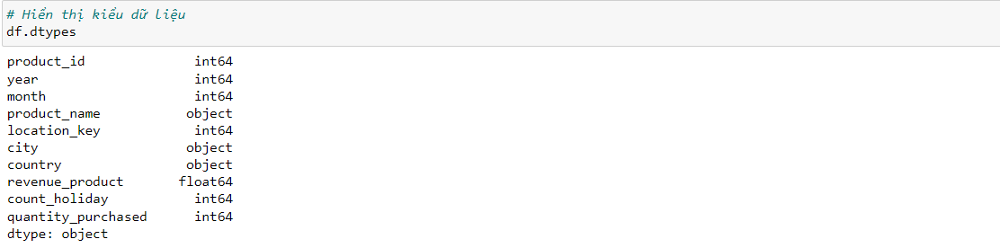 # Hiển thị kiểu dữ liệu
df.dtypes
product_id int64
year int64
month int64
product_name object
location_key int64
city object
country object
revenue_product float64
count_holiday int64
quantity_purchased int64
dtype: object